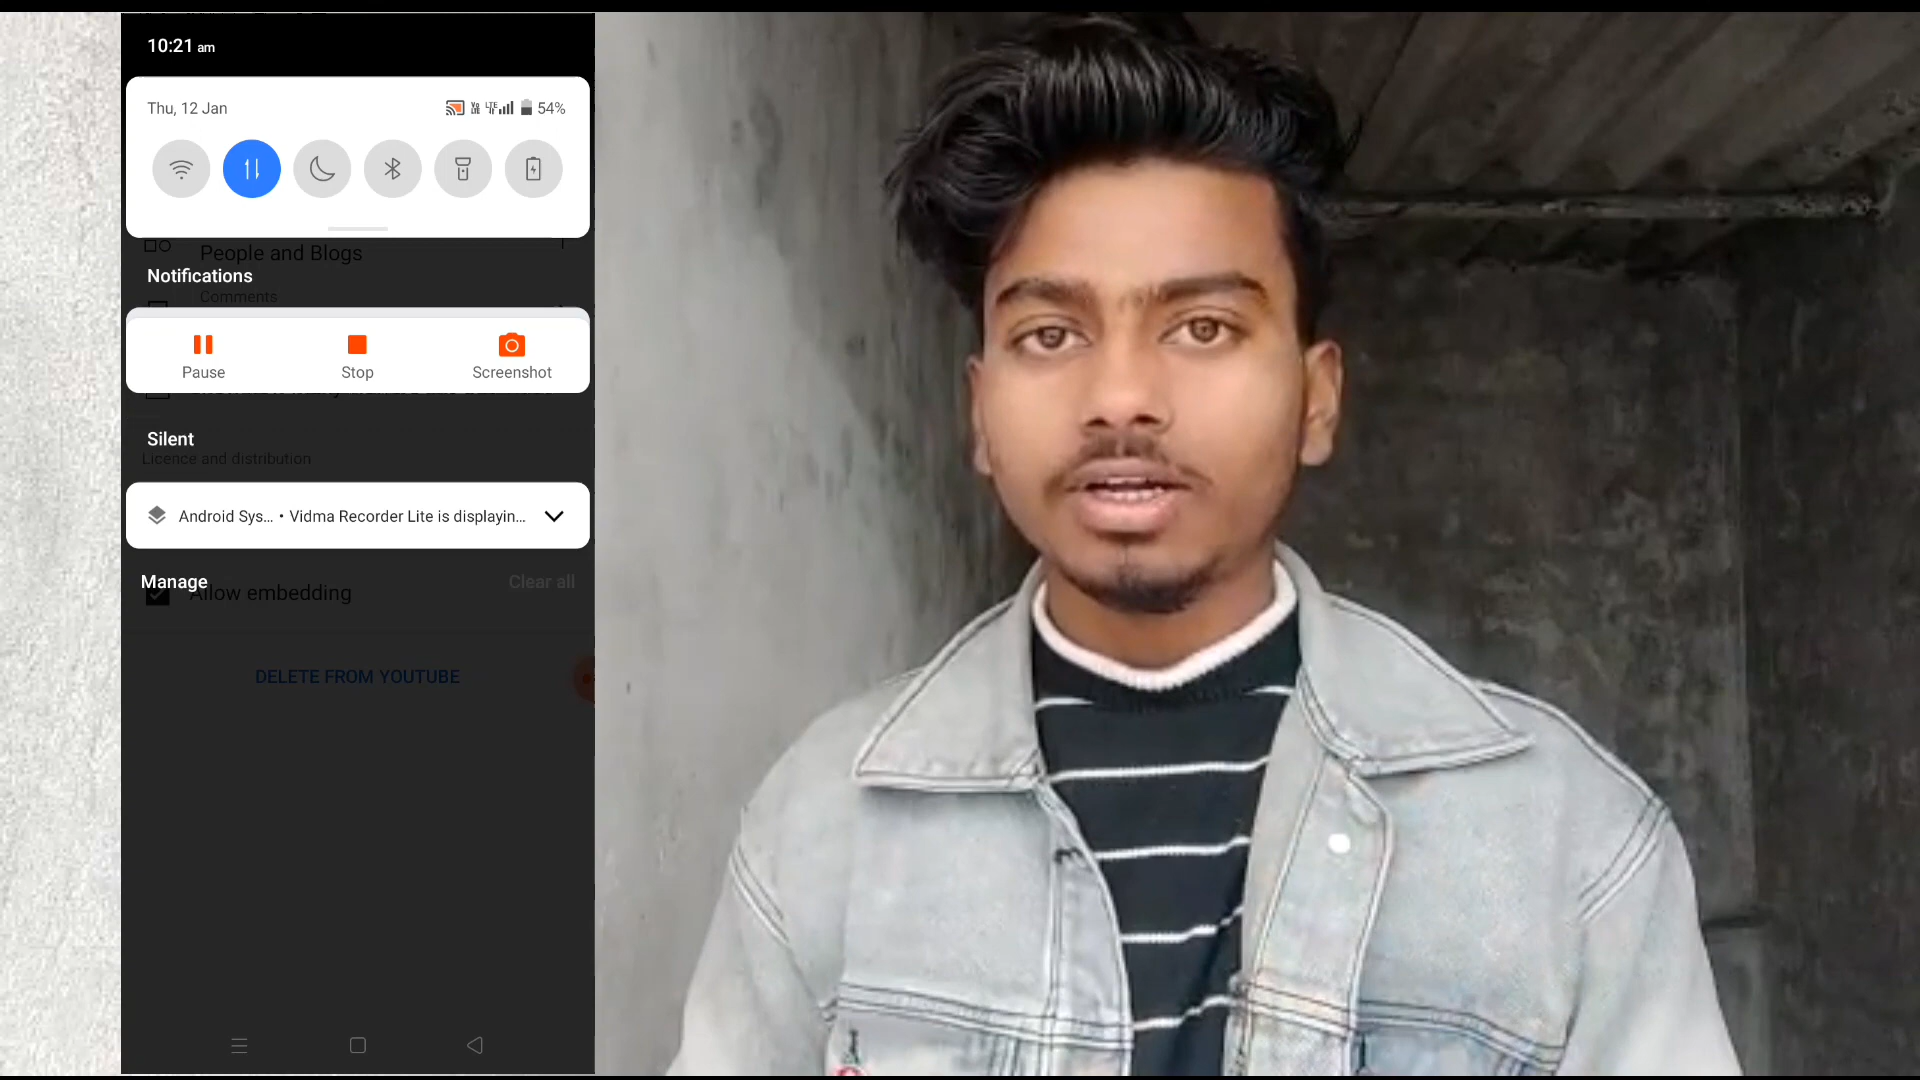 10:21 am
Thu, 12 Jan
54%
People and Blogs
Notifications
Comments
Pause
Stop
Screenshot
Silent
Licence and distribution
Android Sys... • Vidma Recorder Lite is displayin...
Manage
Clear all
Allow embedding
DELETE FROM YOUTUBE